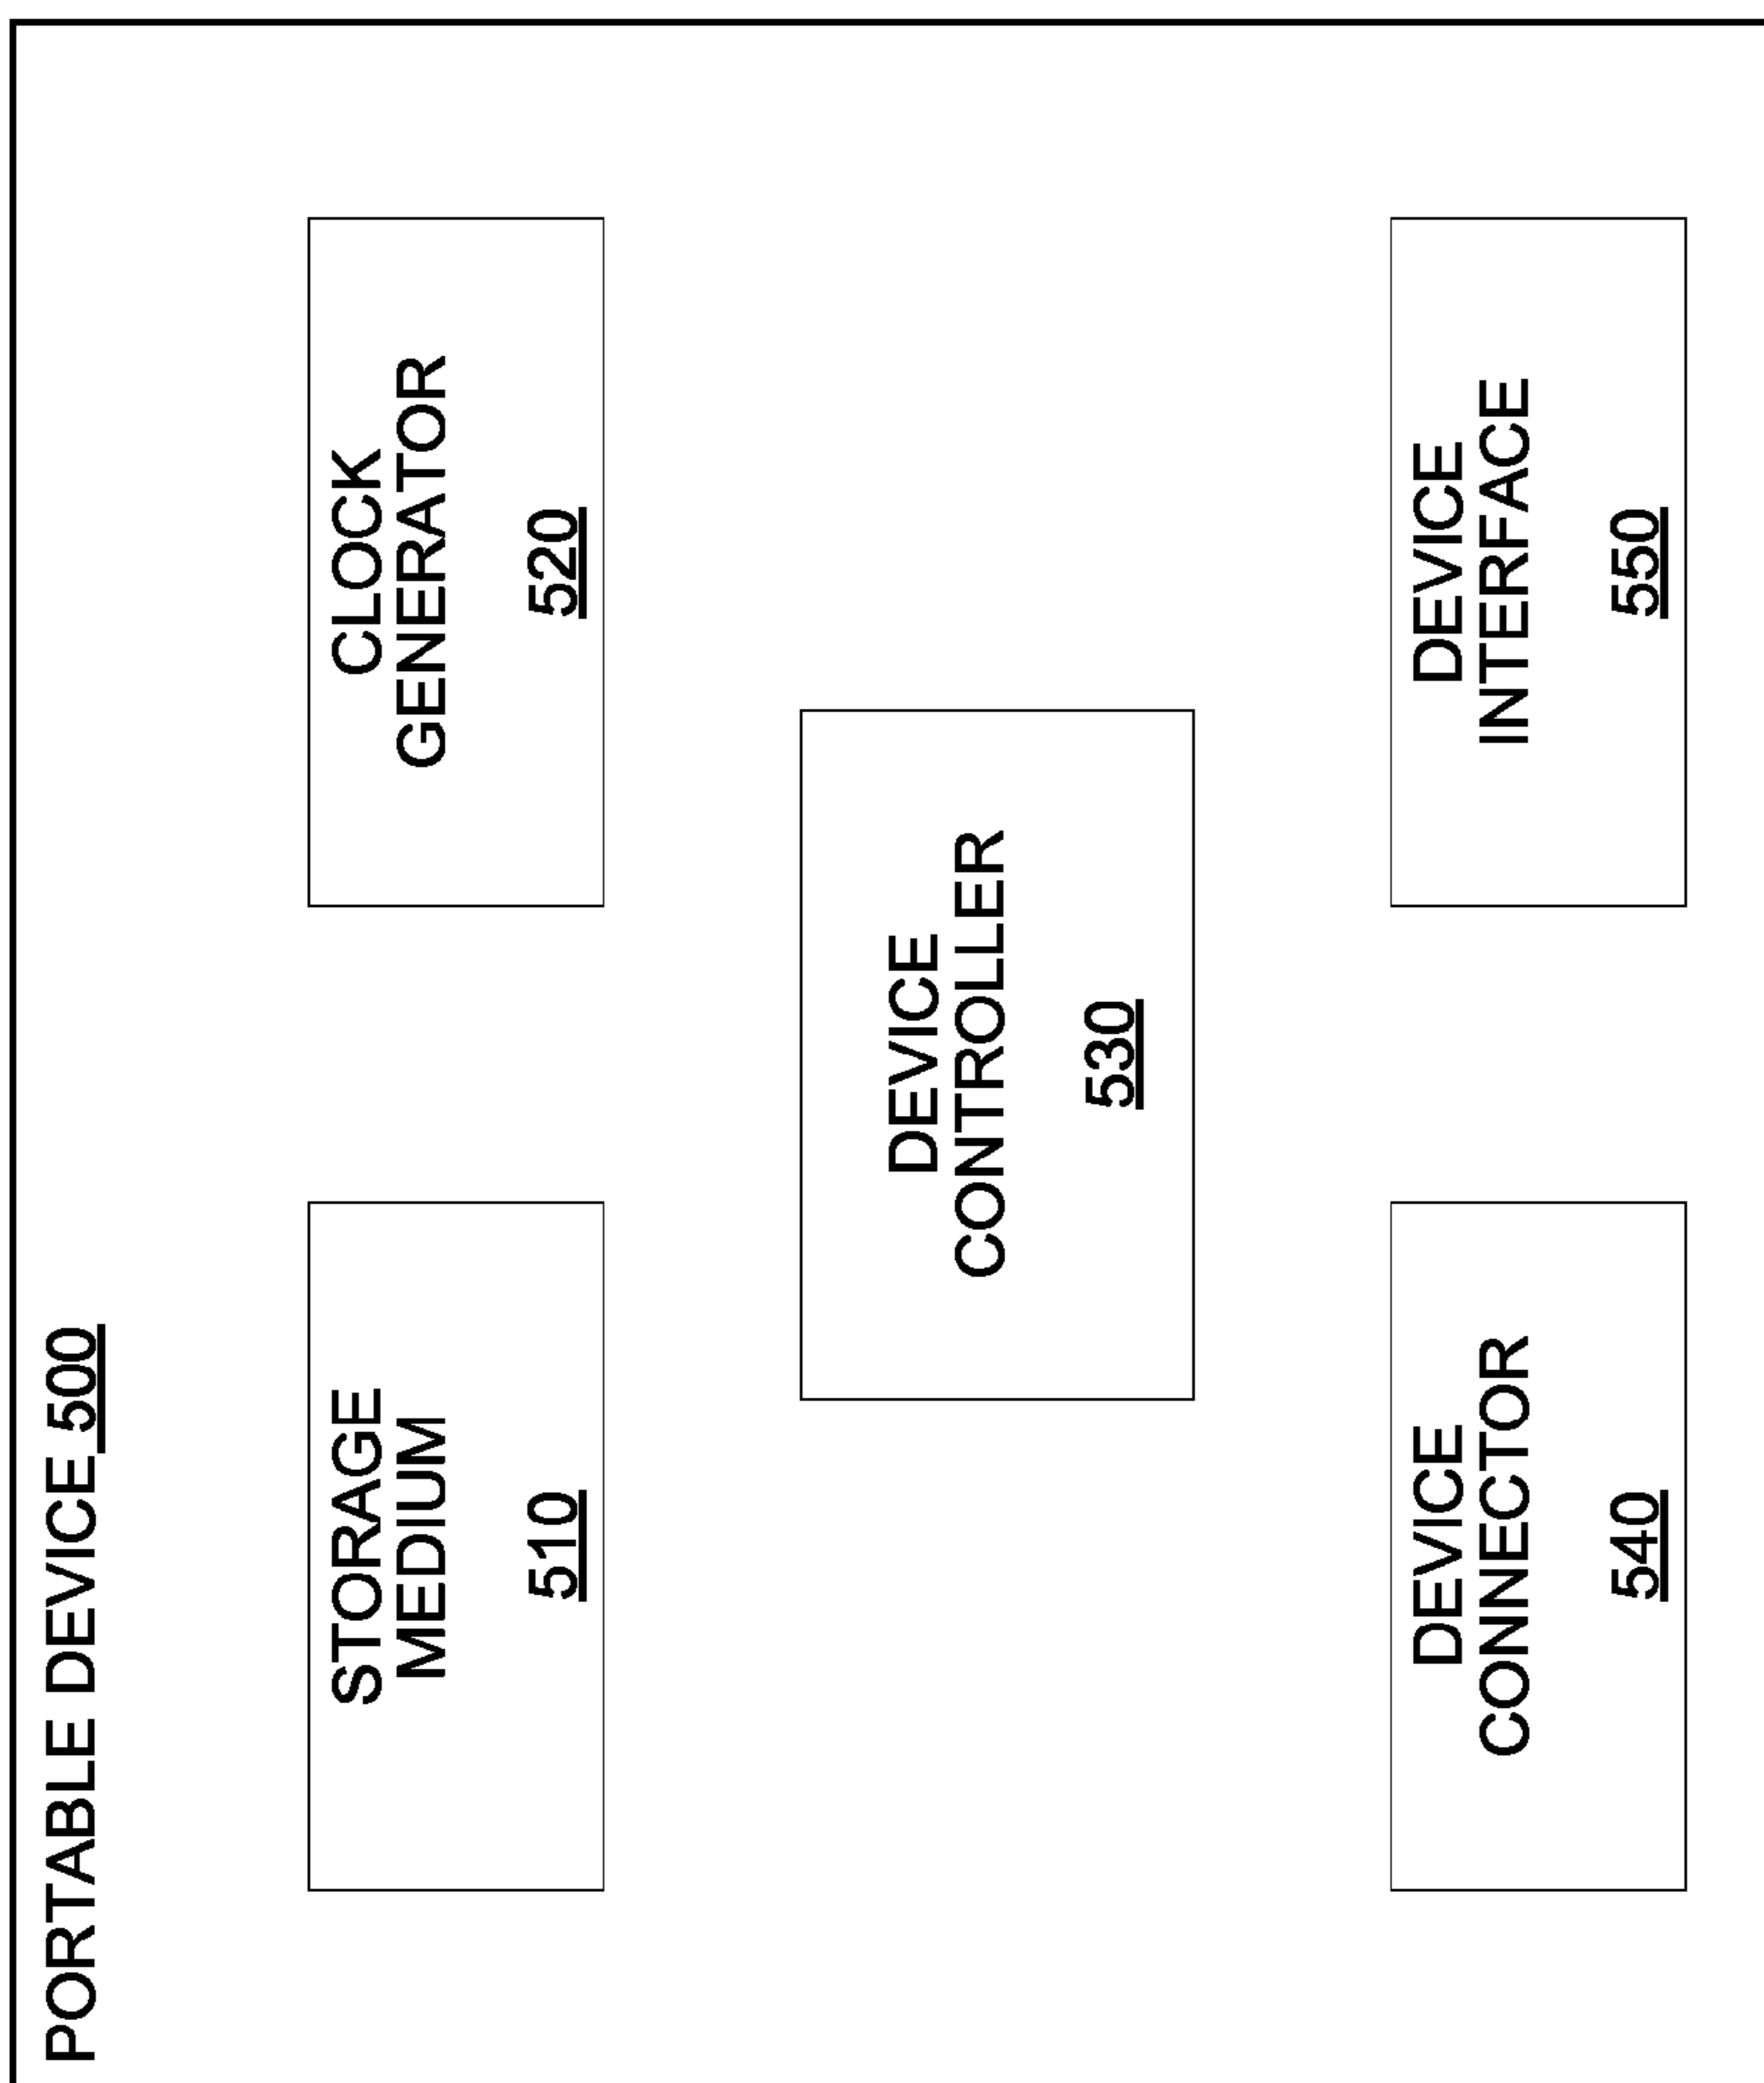 PORTABLE DEVICE 500
STORAGE
MEDIUM
510
CLOCK
GENERATOR
520
DEVICE
CONTROLLER
530
DEVICE
CONNECTOR
540
DEVICE
INTERFACE
550